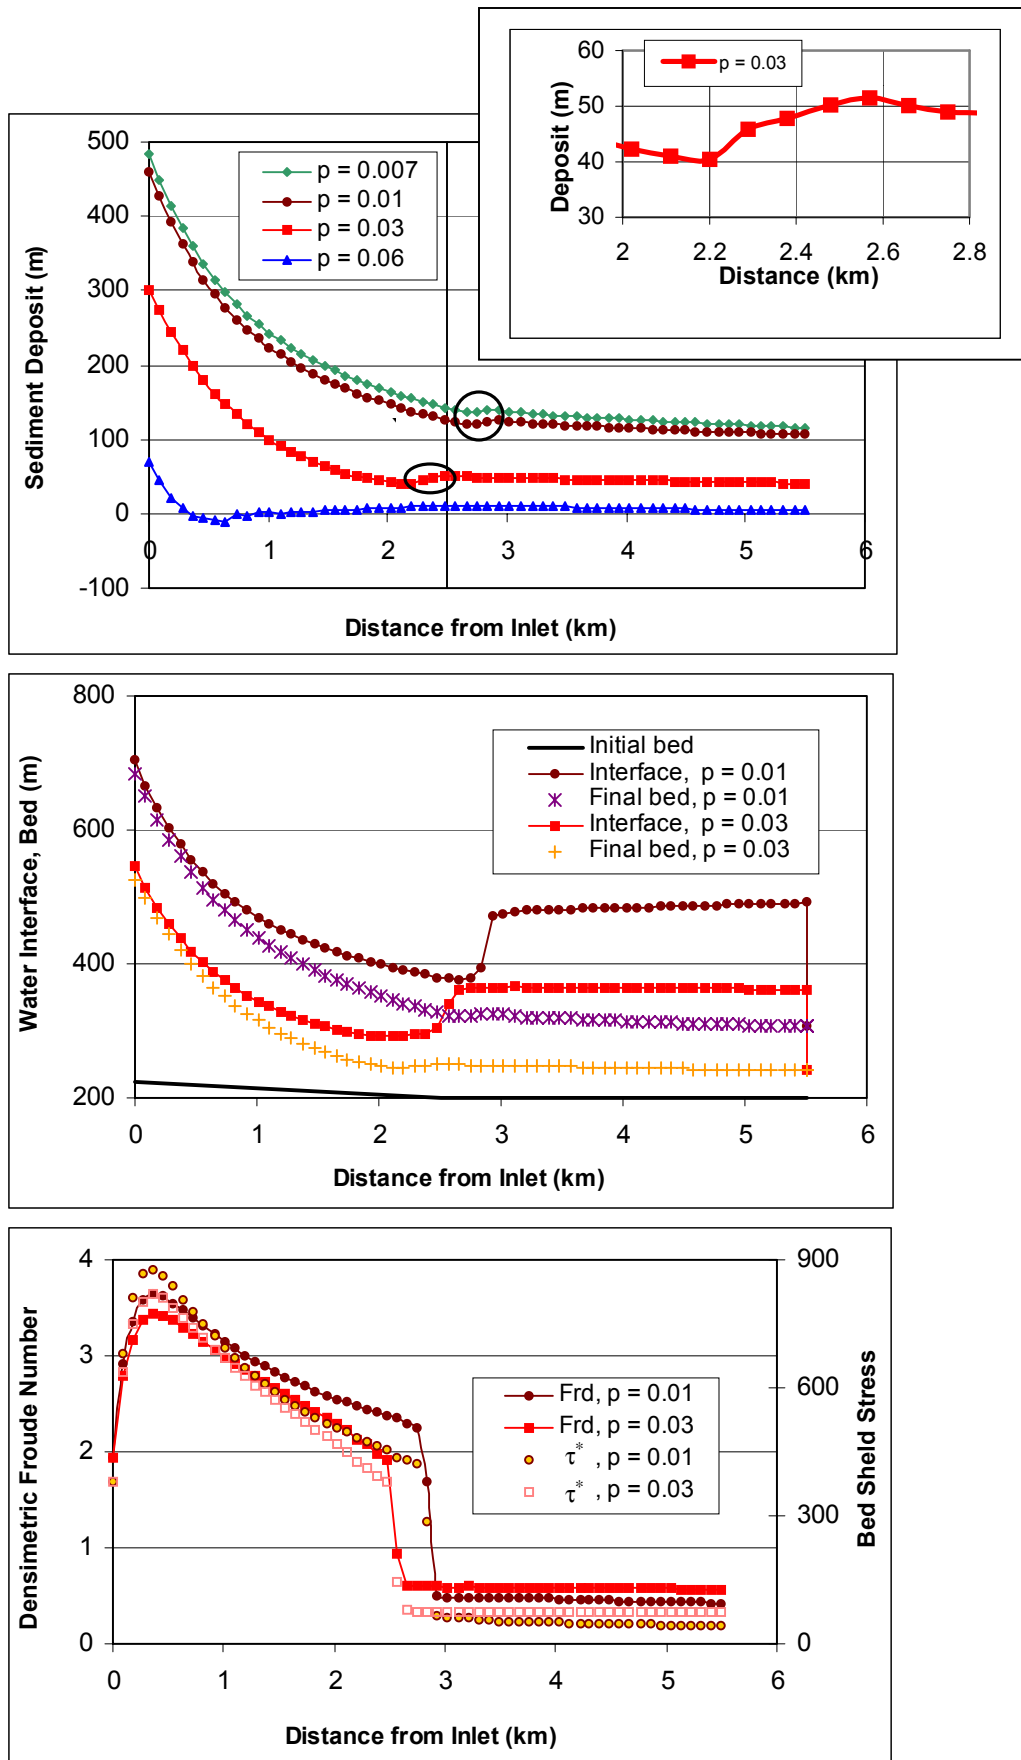 60
50
40
30
Deposit (m)
p = 0.03
2
2.2
2.4
2.6
2.8
Distance (km)
500
400
300
200
100
0
-100
Sediment Deposit (m)
p = 0.007
p = 0.01
p = 0.03
p = 0.06
0
1
2
3
4
5
6
Distance from Inlet (km)
800
600
400
200
Water Interface, Bed (m)
Initial bed
Interface, p = 0.01
Final bed, p = 0.01
Interface, p = 0.03
Final bed, p = 0.03
0
1
2
3
4
5
6
Distance from Inlet (km)
4
3
2
1
0
Densimetric Froude Number
Frd, p = 0.01
Frd, p = 0.03
τ* , p = 0.01
τ* , p = 0.03
900
600
300
0
Bed Sheld Stress
0
1
2
3
4
5
6
Distance from Inlet (km)